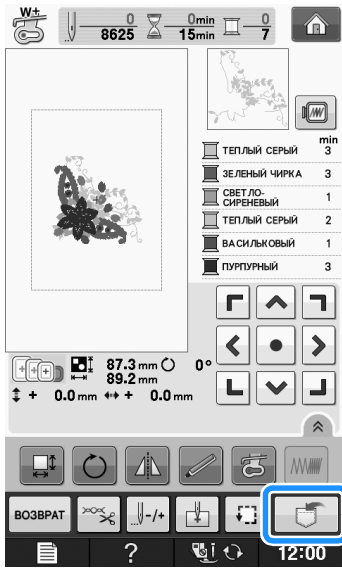 W+
0
8625
0min
15min
0
7
min
ТЕПЛЫЙ СЕРЫЙ 3
ЗЕЛЕНЫЙ ЧИРКА 3
СВЕТЛО-
СИРЕНЕВЫЙ 1
ТЕПЛЫЙ СЕРЫЙ 2
ВАСИЛЬКОВЫЙ 1
ПУРПУРНЫЙ 3
87.3 mm 0°
89.2 mm
+ 0.0 mm + 0.0 mm
ВОЗВРАТ
-/+
?
12:00